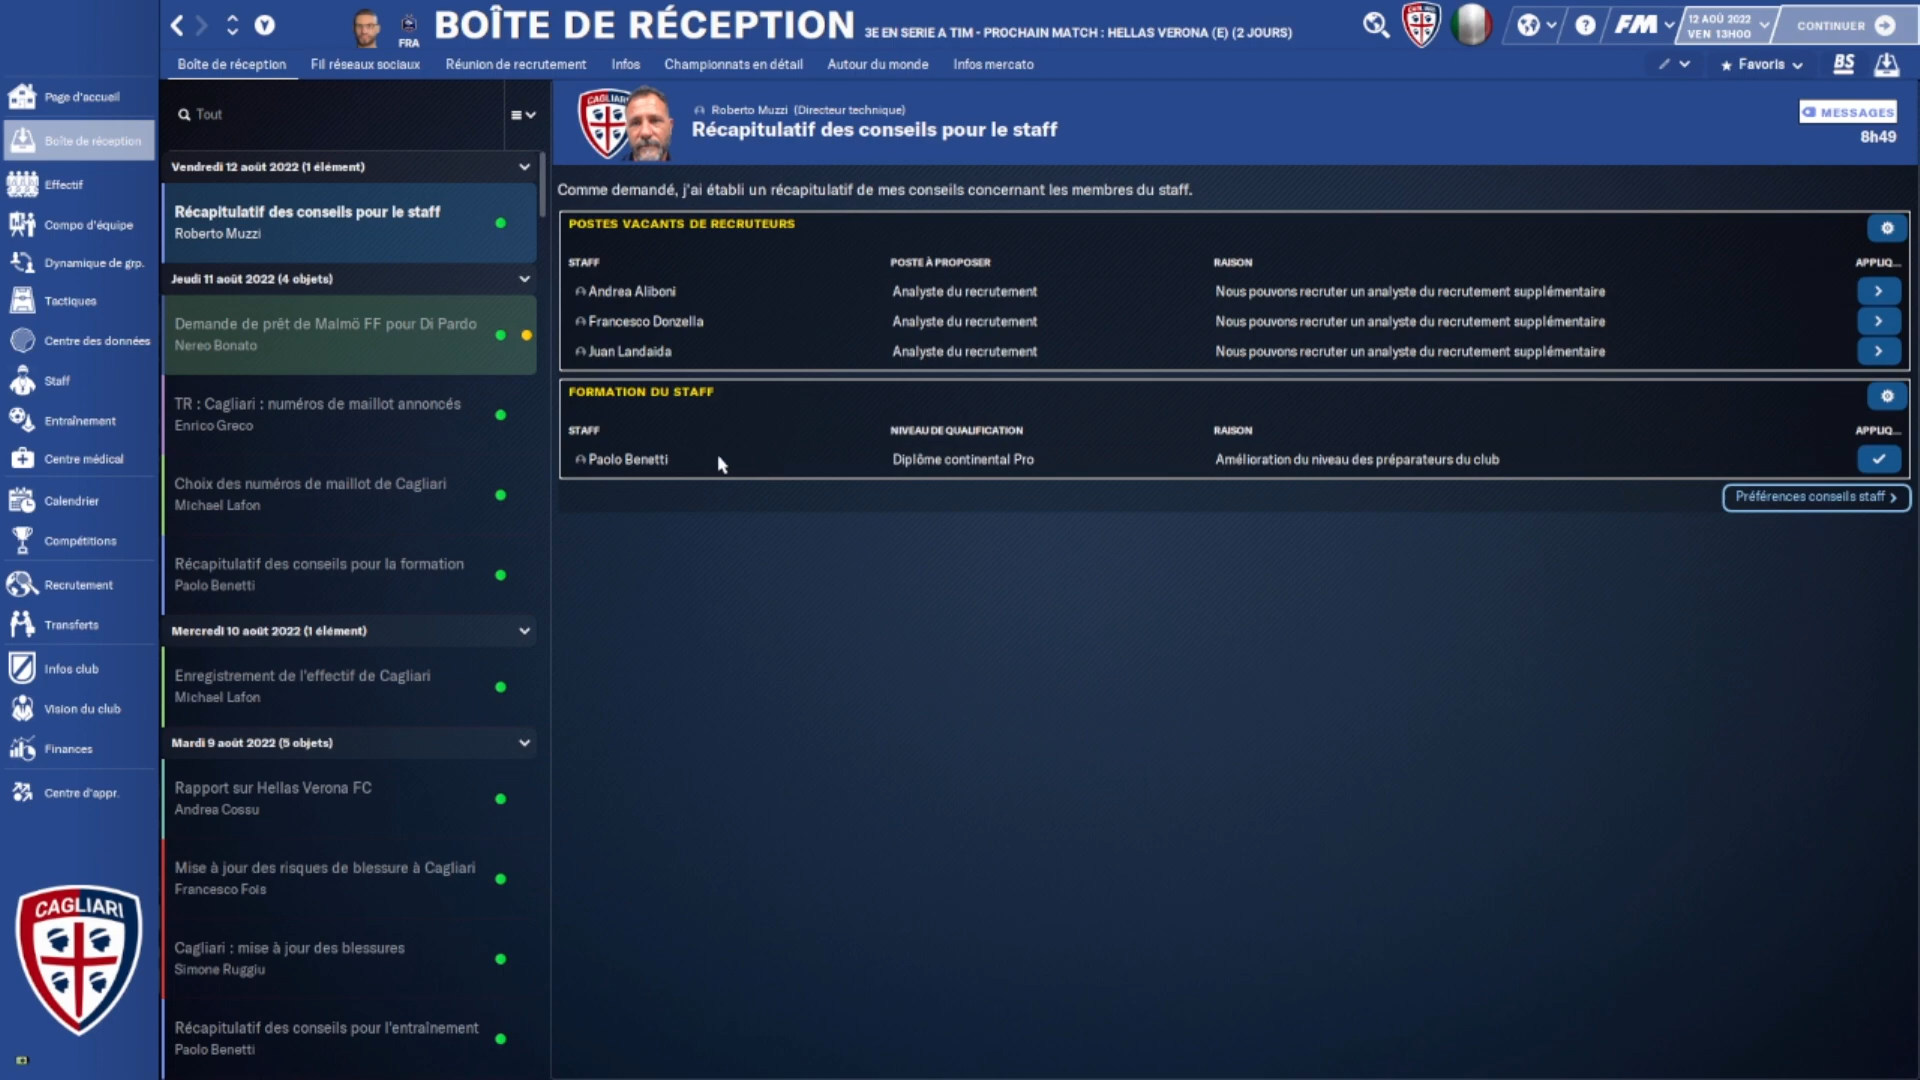 BOÎTE DE RÉCEPTION
FRA
3E EN SERIE A TIM - PROCHAIN MATCH : HELLAS VERONA (E) (2 JOURS)
FM
12 AOÛ 2022
VEN 13H00
CONTINUER
Boîte de réception
Fil réseaux sociaux
Réunion de recrutement
Infos
Championnats en détail
Autour du monde
Infos mercato
Favoris
BS
Page d'accueil
Boîte de réception
Effectif
Compo d'équipe
Dynamique de grp.
Tactiques
Centre des données
Staff
Entraînement
Centre médical
Calendrier
Compétitions
Recrutement
Transferts
Infos club
Vision du club
Finances
Centre d'appr.
CAGLIARI
Tout
Vendredi 12 août 2022 (1 élément)
Récapitulatif des conseils pour le staff
Roberto Muzzi
Jeudi 11 août 2022 (4 objets)
Demande de prêt de Malmö FF pour Di Pardo
Nereo Bonato
TR : Cagliari : numéros de maillot annoncés
Enrico Greco
Choix des numéros de maillot de Cagliari
Michael Lafon
Récapitulatif des conseils pour la formation
Paolo Benetti
Mercredi 10 août 2022 (1 élément)
Enregistrement de l'effectif de Cagliari
Michael Lafon
Mardi 9 août 2022 (5 objets)
Rapport sur Hellas Verona FC
Andrea Cossu
Mise à jour des risques de blessure à Cagliari
Francesco Fois
Cagliari : mise à jour des blessures
Simone Ruggiu
Récapitulatif des conseils pour l'entraînement
Paolo Benetti
CAGLIARI
Roberto Muzzi (Directeur technique)
Récapitulatif des conseils pour le staff
MESSAGES
8h49
Comme demandé, j'ai établi un récapitulatif de mes conseils concernant les membres du staff.
POSTES VACANTS DE RECRUTEURS
STAFF POSTE À PROPOSER RAISON APPLIQ...
Andrea Aliboni Analyste du recrutement Nous pouvons recruter un analyste du recrutement supplémentaire
Francesco Donzella Analyste du recrutement Nous pouvons recruter un analyste du recrutement supplémentaire
Juan Landaida Analyste du recrutement Nous pouvons recruter un analyste du recrutement supplémentaire
FORMATION DU STAFF
STAFF NIVEAU DE QUALIFICATION RAISON APPLIQ...
Paolo Benetti Diplôme continental Pro Amélioration du niveau des préparateurs du club
Préférences conseils staff